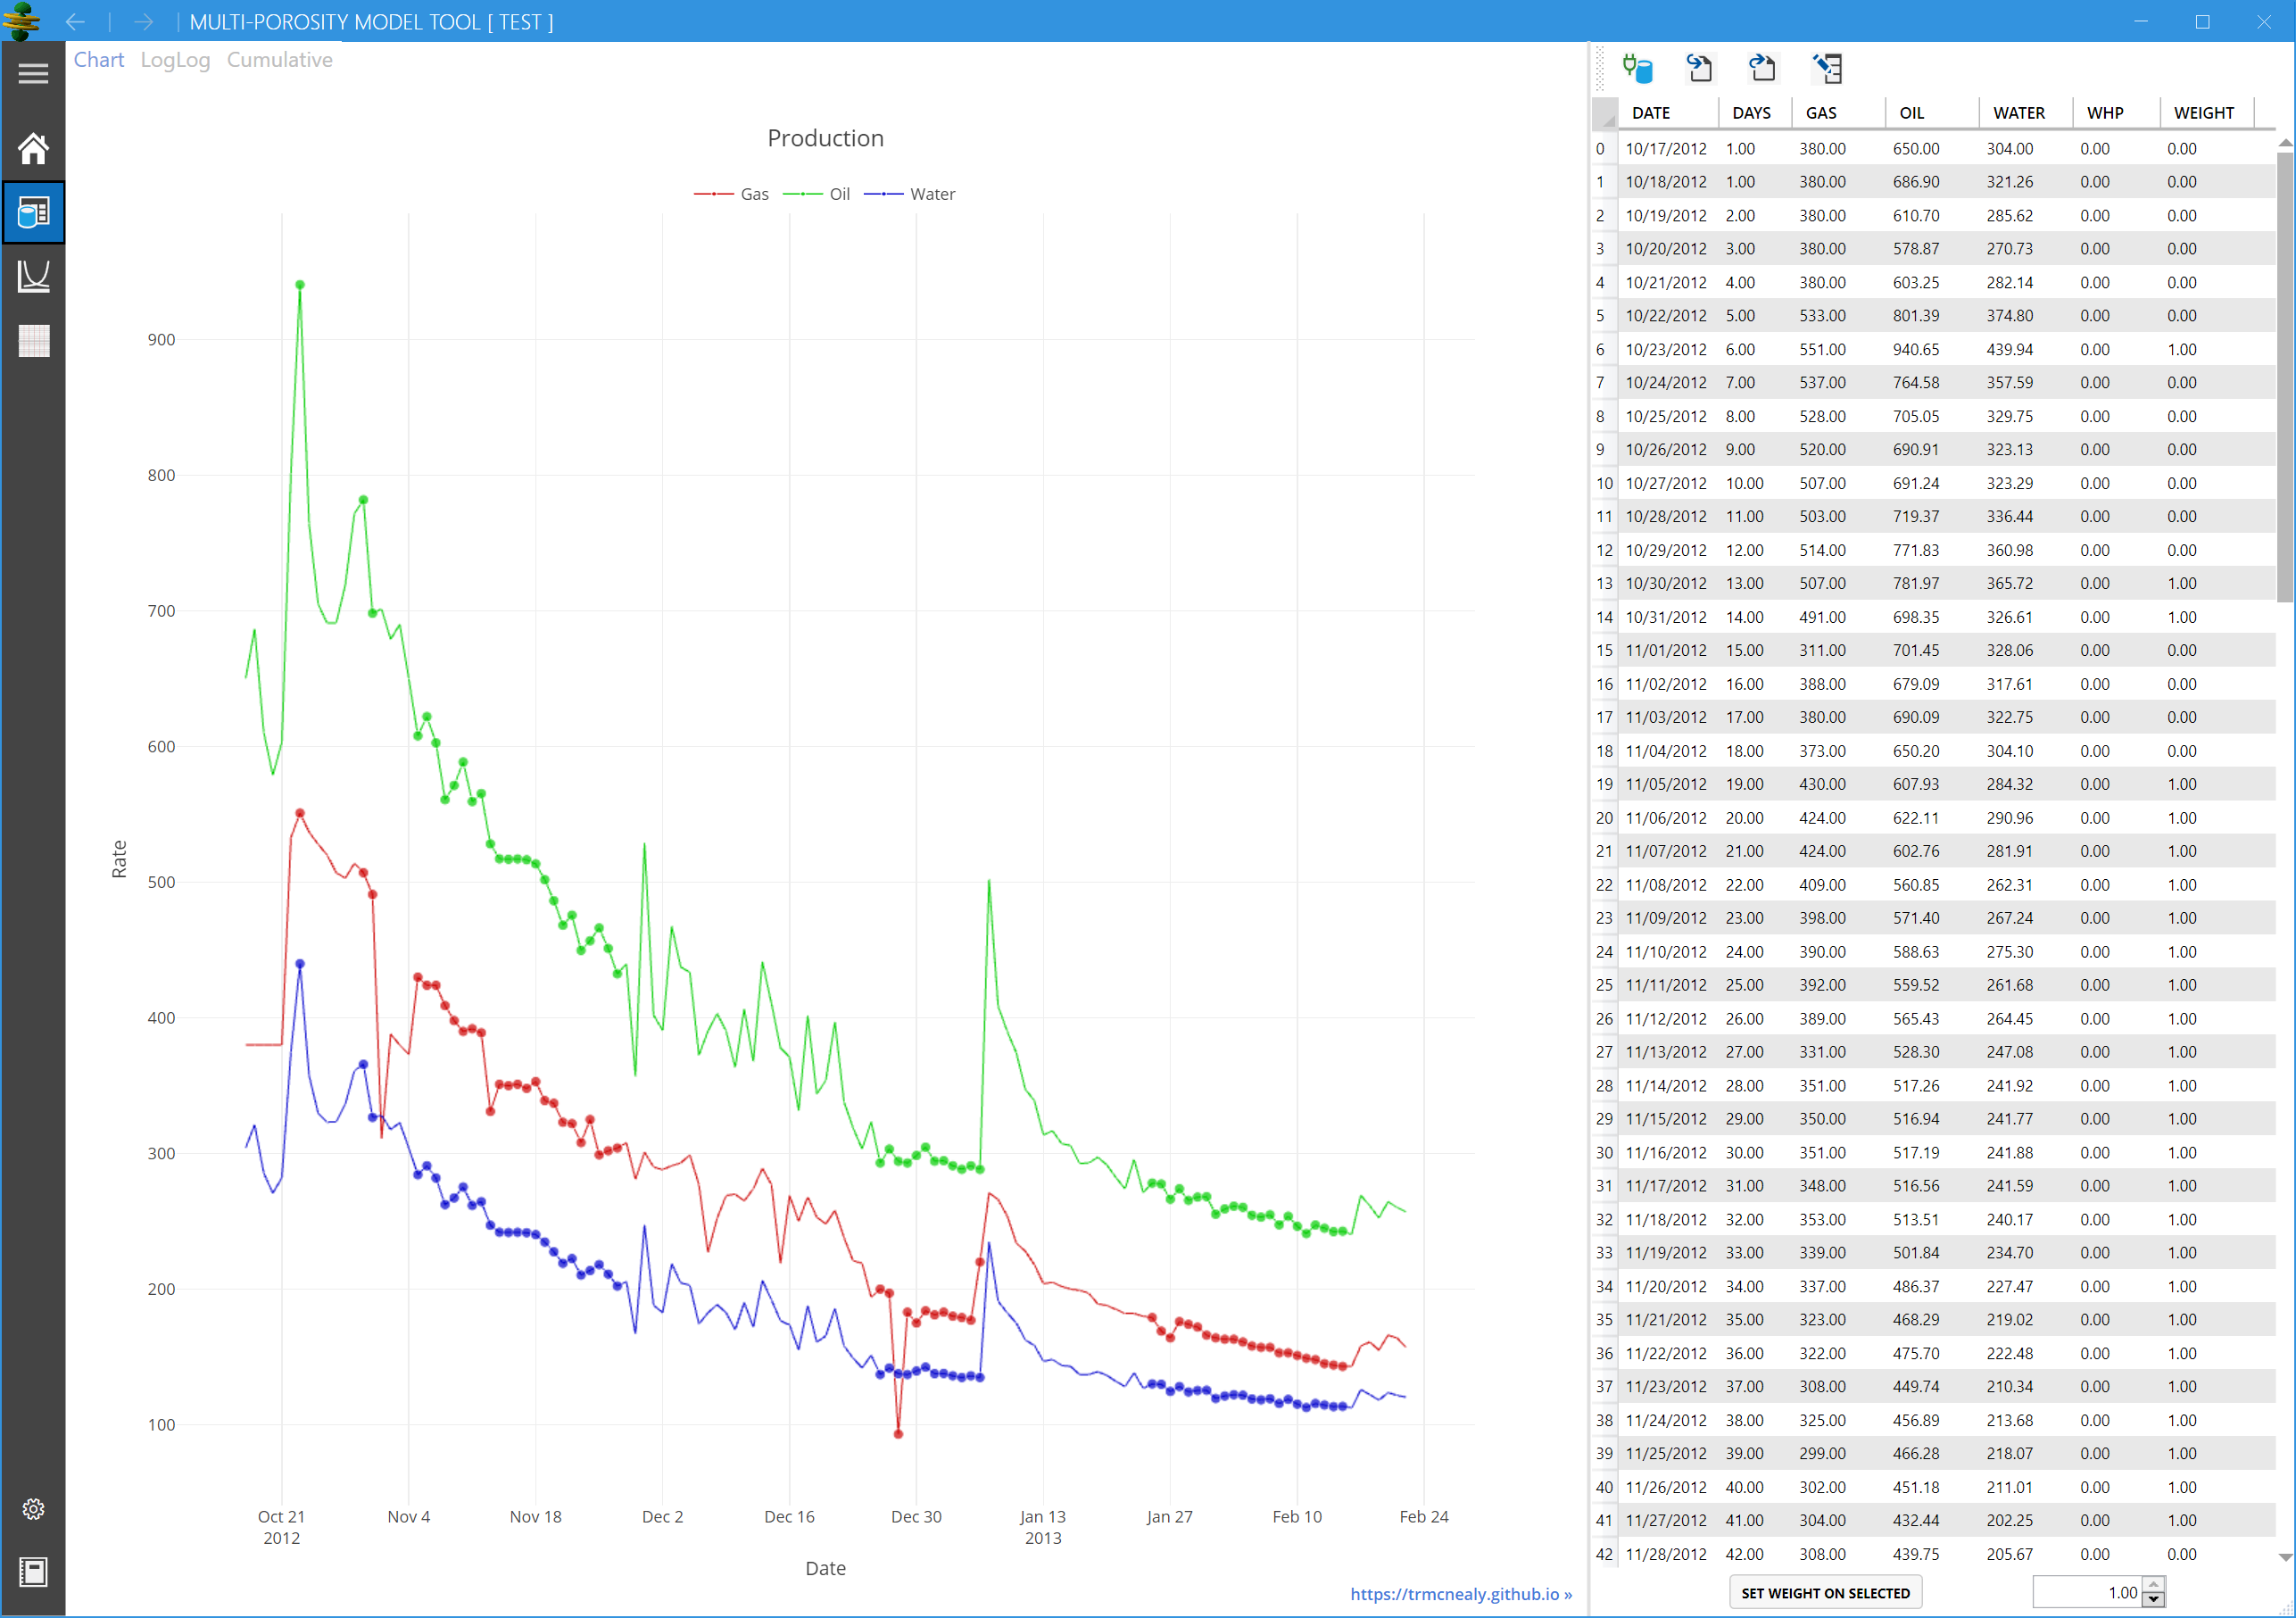 MULTI-POROSITY MODEL TOOL [ TEST ]
Chart LogLog Cumulative
Production
Gas Oil Water
900
800
700
600
500
400
300
200
100
Rate
Oct 21 Nov 4 Nov 18 Dec 2 Dec 16 Dec 30 Jan 13 Jan 27 Feb 10 Feb 24
2012 2013
Date
https://trmcnealy.github.io »
DATE DAYS GAS OIL WATER WHP WEIGHT
0 10/17/2012 1.00 380.00 650.00 304.00 0.00 0.00
1 10/18/2012 1.00 380.00 686.90 321.26 0.00 0.00
2 10/19/2012 2.00 380.00 610.70 285.62 0.00 0.00
3 10/20/2012 3.00 380.00 578.87 270.73 0.00 0.00
4 10/21/2012 4.00 380.00 603.25 282.14 0.00 0.00
5 10/22/2012 5.00 533.00 801.39 374.80 0.00 0.00
6 10/23/2012 6.00 551.00 940.65 439.94 0.00 1.00
7 10/24/2012 7.00 537.00 764.58 357.59 0.00 0.00
8 10/25/2012 8.00 528.00 705.05 329.75 0.00 0.00
9 10/26/2012 9.00 520.00 690.91 323.13 0.00 0.00
10 10/27/2012 10.00 507.00 691.24 323.29 0.00 0.00
11 10/28/2012 11.00 503.00 719.37 336.44 0.00 0.00
12 10/29/2012 12.00 514.00 771.83 360.98 0.00 0.00
13 10/30/2012 13.00 507.00 781.97 365.72 0.00 1.00
14 10/31/2012 14.00 491.00 698.35 326.61 0.00 1.00
15 11/01/2012 15.00 311.00 701.45 328.06 0.00 0.00
16 11/02/2012 16.00 388.00 679.09 317.61 0.00 0.00
17 11/03/2012 17.00 380.00 690.09 322.75 0.00 0.00
18 11/04/2012 18.00 373.00 650.20 304.10 0.00 0.00
19 11/05/2012 19.00 430.00 607.93 284.32 0.00 1.00
20 11/06/2012 20.00 424.00 622.11 290.96 0.00 1.00
21 11/07/2012 21.00 424.00 602.76 281.91 0.00 1.00
22 11/08/2012 22.00 409.00 560.85 262.31 0.00 1.00
23 11/09/2012 23.00 398.00 571.40 267.24 0.00 1.00
24 11/10/2012 24.00 390.00 588.63 275.30 0.00 1.00
25 11/11/2012 25.00 392.00 559.52 261.68 0.00 1.00
26 11/12/2012 26.00 389.00 565.43 264.45 0.00 1.00
27 11/13/2012 27.00 331.00 528.30 247.08 0.00 1.00
28 11/14/2012 28.00 351.00 517.26 241.92 0.00 1.00
29 11/15/2012 29.00 350.00 516.94 241.77 0.00 1.00
30 11/16/2012 30.00 351.00 517.19 241.88 0.00 1.00
31 11/17/2012 31.00 348.00 516.56 241.59 0.00 1.00
32 11/18/2012 32.00 353.00 513.51 240.17 0.00 1.00
33 11/19/2012 33.00 339.00 501.84 234.70 0.00 1.00
34 11/20/2012 34.00 337.00 486.37 227.47 0.00 1.00
35 11/21/2012 35.00 323.00 468.29 219.02 0.00 1.00
36 11/22/2012 36.00 322.00 475.70 222.48 0.00 1.00
37 11/23/2012 37.00 308.00 449.74 210.34 0.00 1.00
38 11/24/2012 38.00 325.00 456.89 213.68 0.00 1.00
39 11/25/2012 39.00 299.00 466.28 218.07 0.00 1.00
40 11/26/2012 40.00 302.00 451.18 211.01 0.00 1.00
41 11/27/2012 41.00 304.00 432.44 202.25 0.00 1.00
42 11/28/2012 42.00 308.00 439.75 205.67 0.00 0.00
SET WEIGHT ON SELECTED 1.00